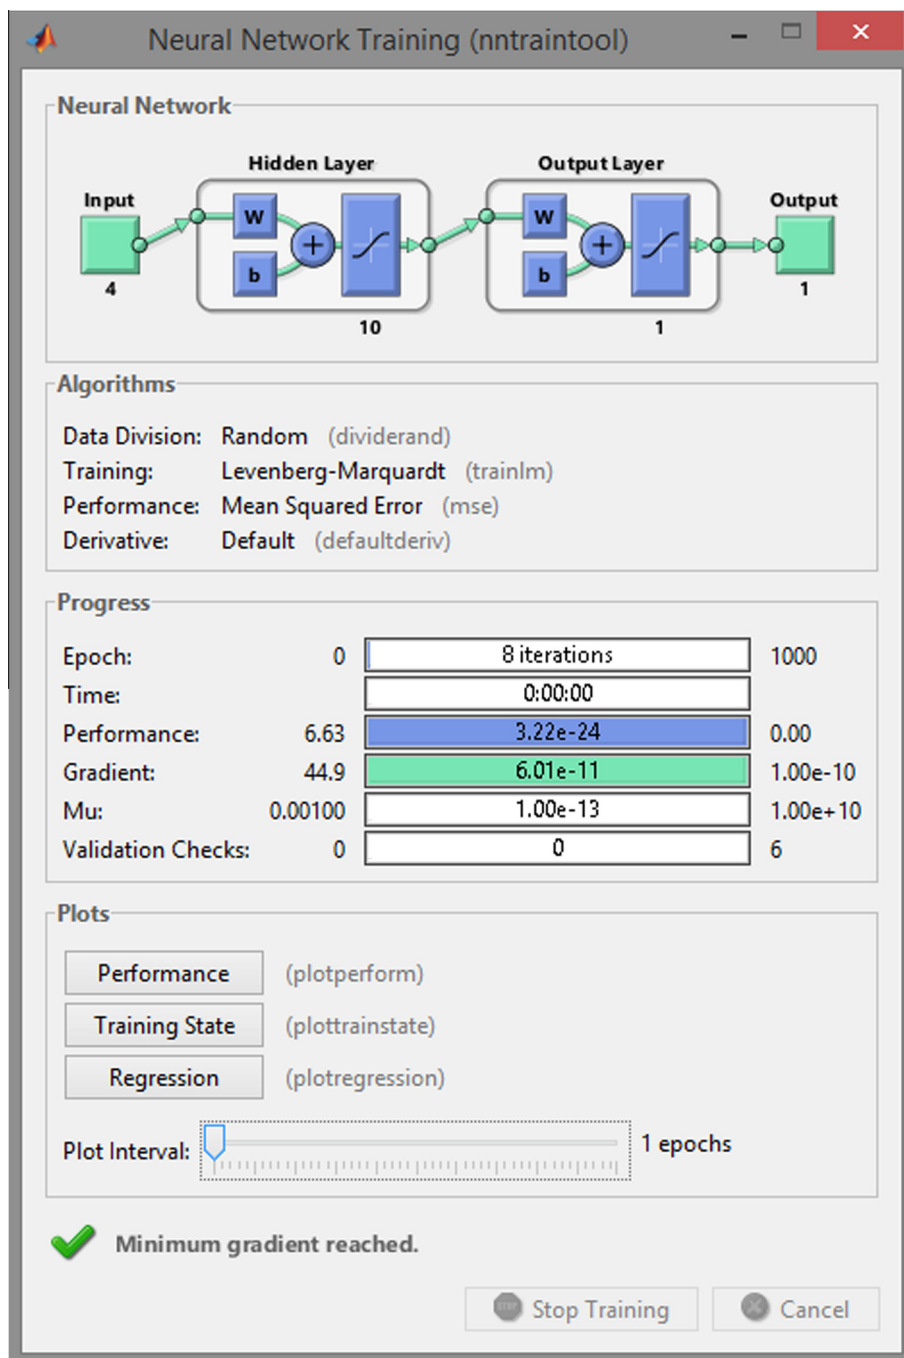 Neural Network Training (nntraintool)
Neural Network
Hidden Layer
Output Layer
Input
Output
W
W
b
b
4
10
1
1
Algorithms
Data Division: Random (dividerand)
Training: Levenberg-Marquardt (trainlm)
Performance: Mean Squared Error (mse)
Derivative: Default (defaultderiv)
Progress
Epoch: 0 8 iterations 1000
Time: 0:00:00
Performance: 6.63 3.22e-24 0.00
Gradient: 44.9 6.01e-11 1.00e-10
Mu: 0.00100 1.00e-13 1.00e+10
Validation Checks: 0 0 6
Plots
Performance (plotperform)
Training State (plottrainstate)
Regression (plotregression)
Plot Interval: 1 epochs
Minimum gradient reached.
STOP Stop Training Cancel